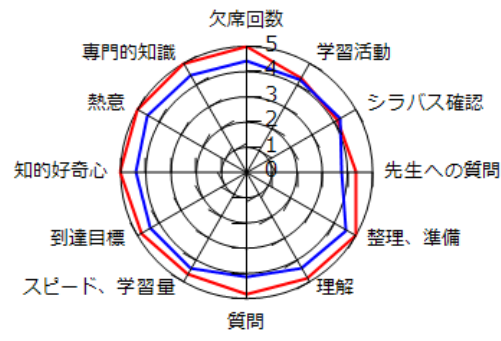 欠席回数
学習活動
シラバス確認
先生への質問
整理、準備
理解
質問
スピード、学習量
到達目標
知的好奇心
熱意
専門的知識
5
4
3
2
1
0